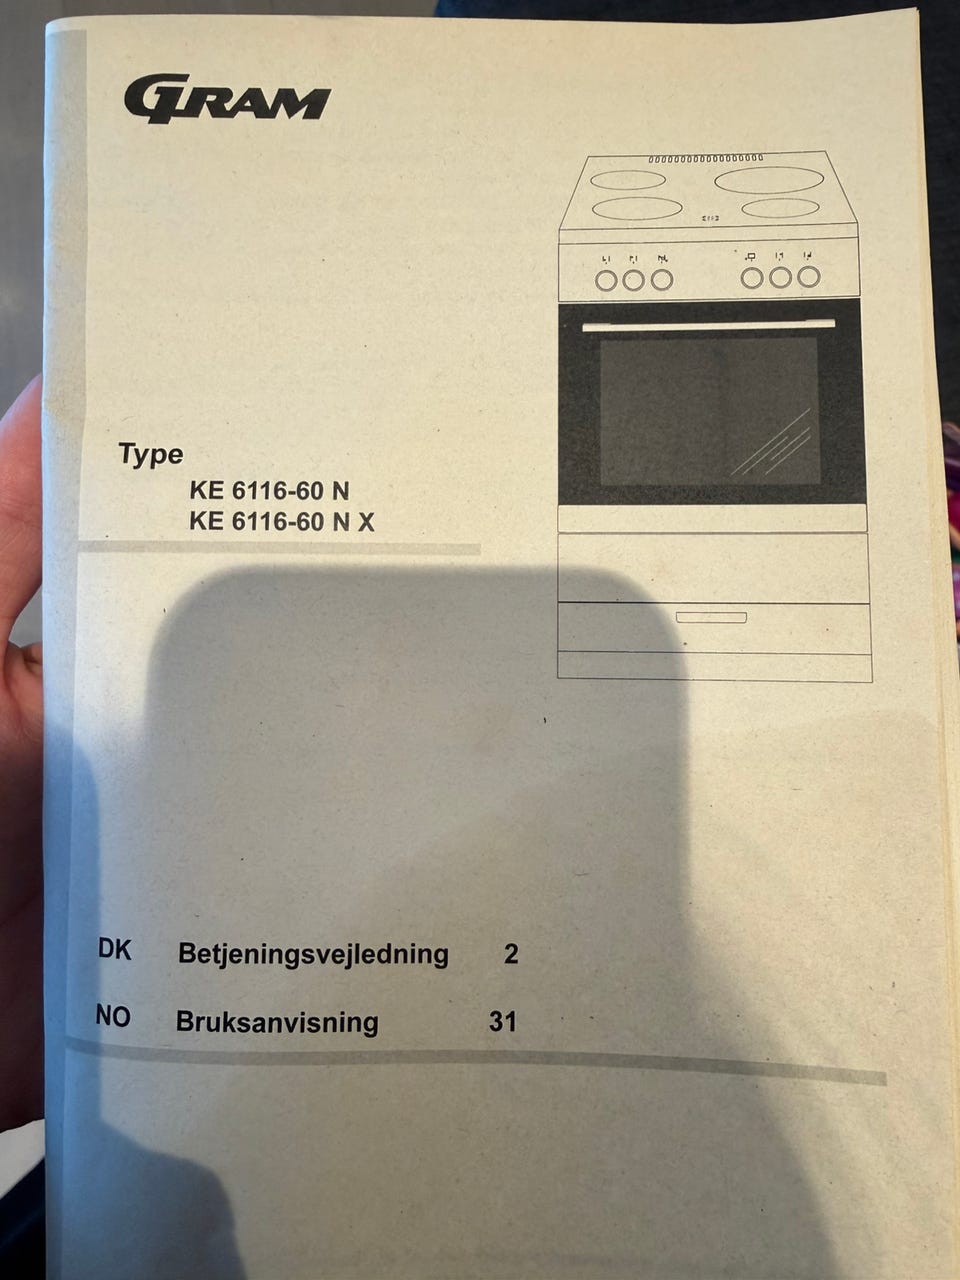 GRAM
Type
KE 6116-60 N
KE 6116-60 N X
DK Betjeningsvejledning 2
NO Bruksanvisning 31